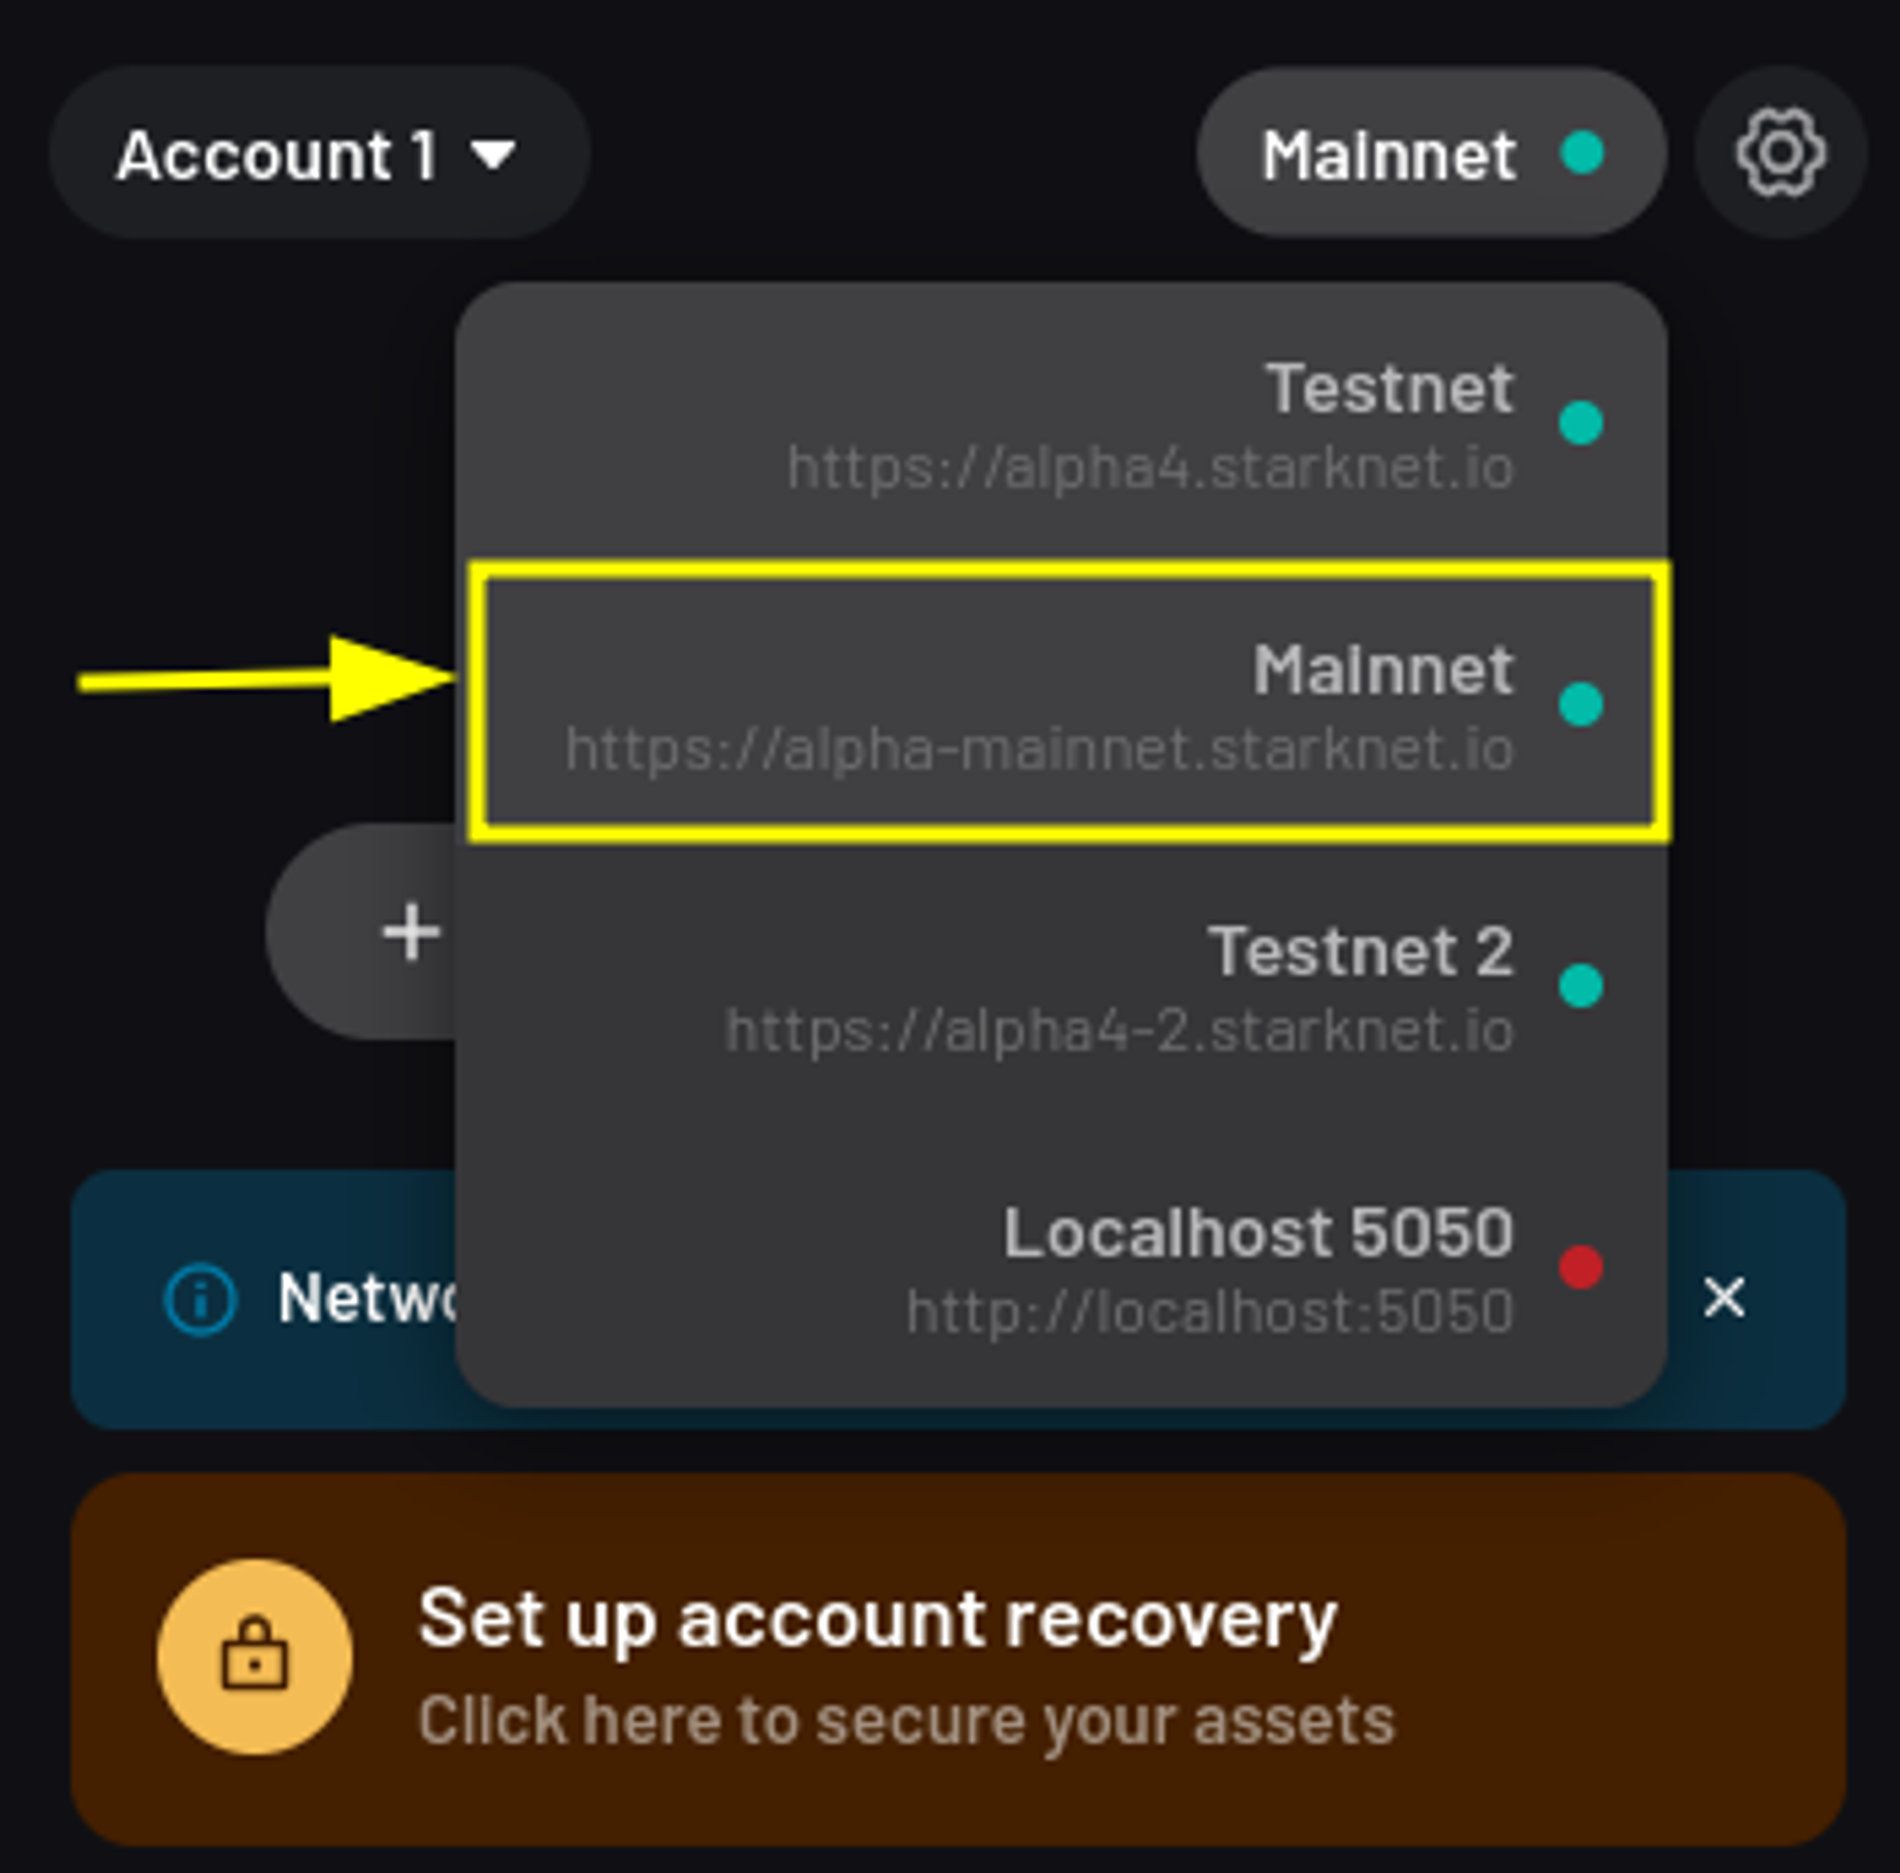 Account 1
Mainnet
Testnet
https://alpha4.starknet.io
Mainnet
https://alpha-mainnet.starknet.io
Testnet 2
https://alpha4-2.starknet.io
Localhost 5050
http://localhost:5050
Set up account recovery
Click here to secure your assets